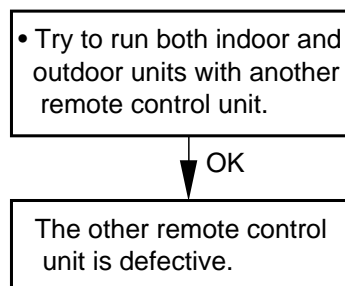 • Try to run both indoor and
outdoor units with another
remote control unit.
OK
The other remote control
unit is defective.